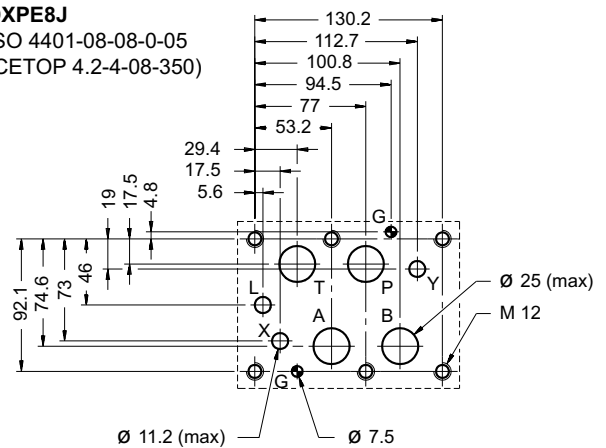 XPE8J
SO 4401-08-08-0-05
CETOP 4.2-4-08-350)
130.2
112.7
100.8
94.5
77
53.2
29.4
17.5
5.6
19
17.5
4.8
G
T
P
Y
L
A
B
X
G
92.1
74.6
73
46
Ø 25 (max)
M 12
Ø 11.2 (max)
Ø 7.5